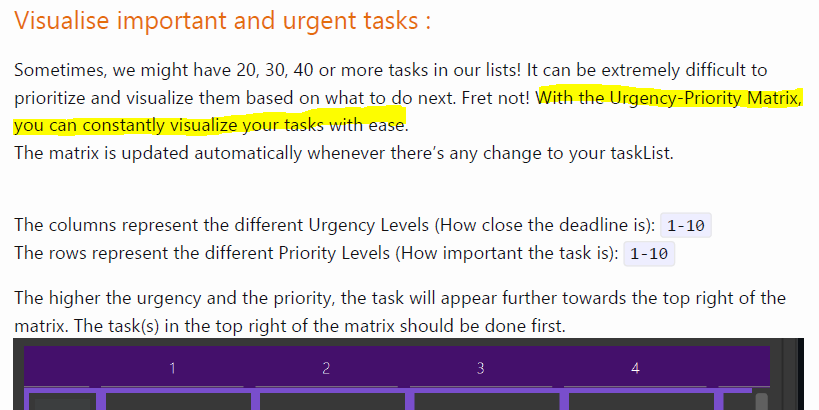 Visualise important and urgent tasks :
Sometimes, we might have 20, 30, 40 or more tasks in our lists! It can be extremely difficult to
prioritize and visualize them based on what to do next. Fret not! With the Urgency-Priority Matrix,
you can constantly visualize your tasks with ease.
The matrix is updated automatically whenever there’s any change to your taskList.
The columns represent the different Urgency Levels (How close the deadline is): 1-10
The rows represent the different Priority Levels (How important the task is): 1-10
The higher the urgency and the priority, the task will appear further towards the top right of the
matrix. The task(s) in the top right of the matrix should be done first.
1 2 3 4